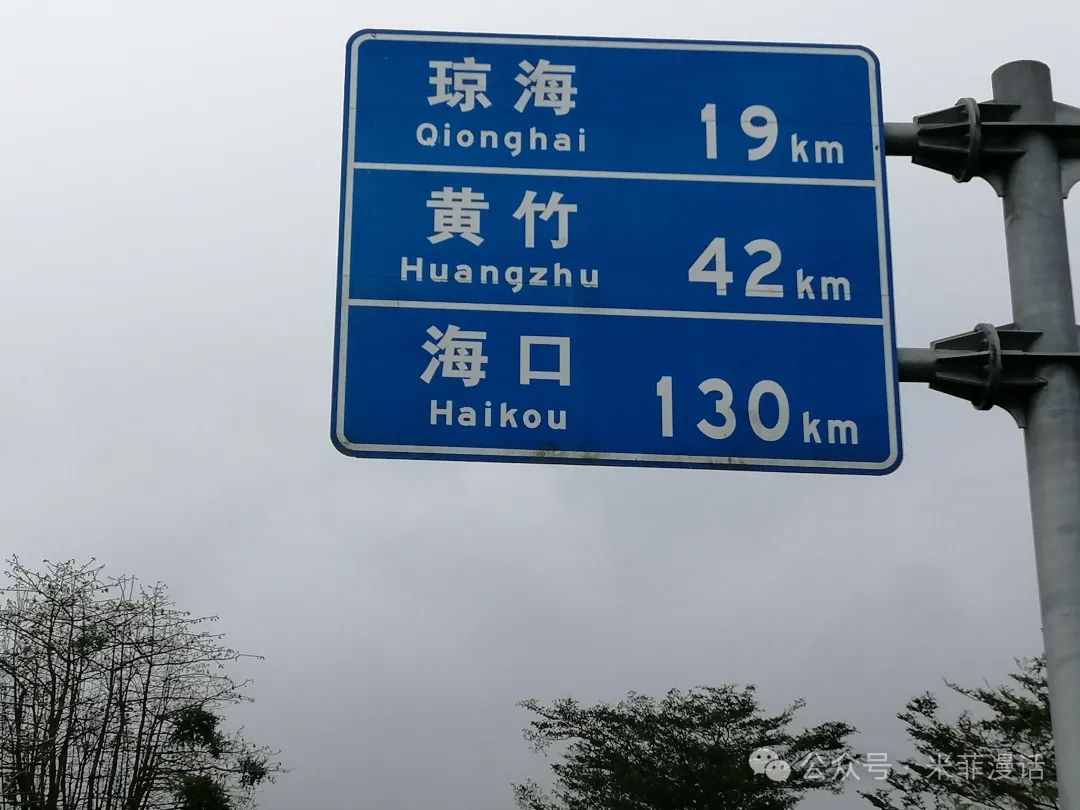 琼海
Qionghai
19km
黄竹
Huangzhu
42km
海口
Haikou
130km
公众号 米菲漫话